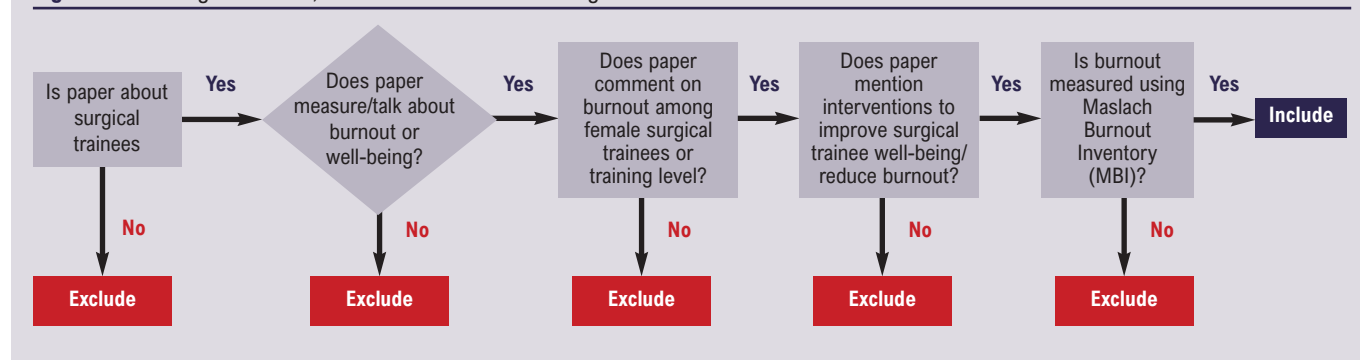 Is paper about
surgical
trainees
Yes
Does paper
measure/talk about
burnout or
well-being?
Yes
Does paper
comment on
burnout among
female surgical
trainees or
training level?
Yes
Does paper
mention
interventions to
improve surgical
trainee well-being/
reduce burnout?
Yes
Is burnout
measured using
Maslach
Burnout
Inventory
(MBI)?
Yes
Include
No
No
No
No
No
Exclude
Exclude
Exclude
Exclude
Exclude